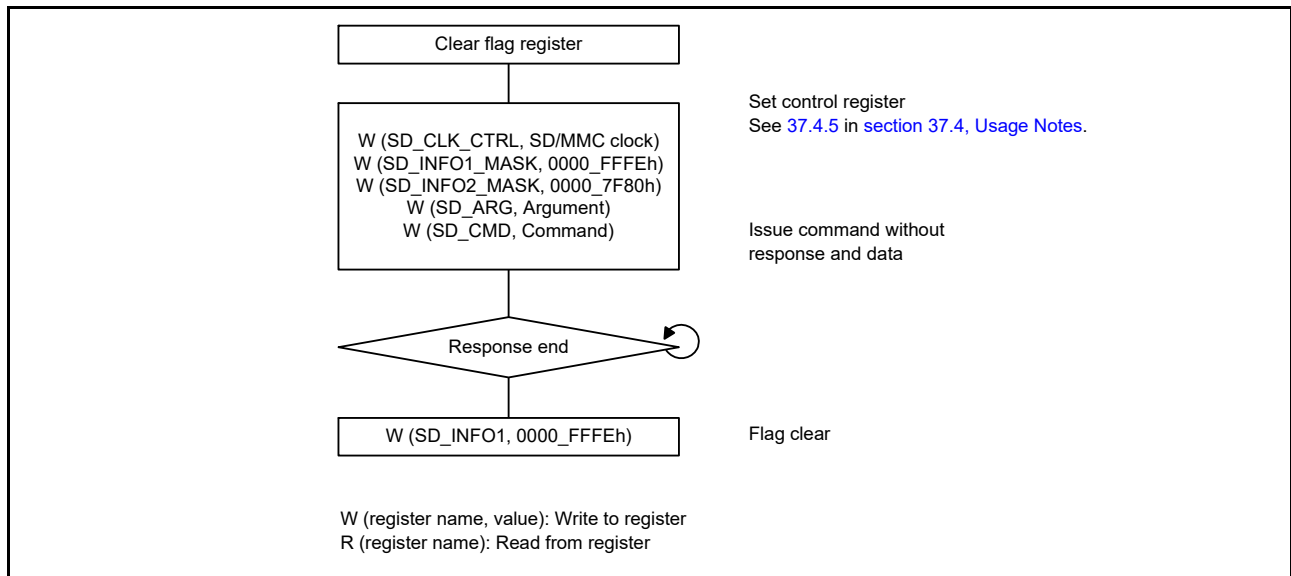 Clear flag register
Set control register
See 37.4.5 in section 37.4, Usage Notes.
W (SD_CLK_CTRL, SD/MMC clock)
W (SD_INFO1_MASK, 0000_FFFEh)
W (SD_INFO2_MASK, 0000_7F80h)
W (SD_ARG, Argument)
W (SD_CMD, Command)
Issue command without
response and data
Response end
W (SD_INFO1, 0000_FFFEh)
Flag clear
W (register name, value): Write to register
R (register name): Read from register